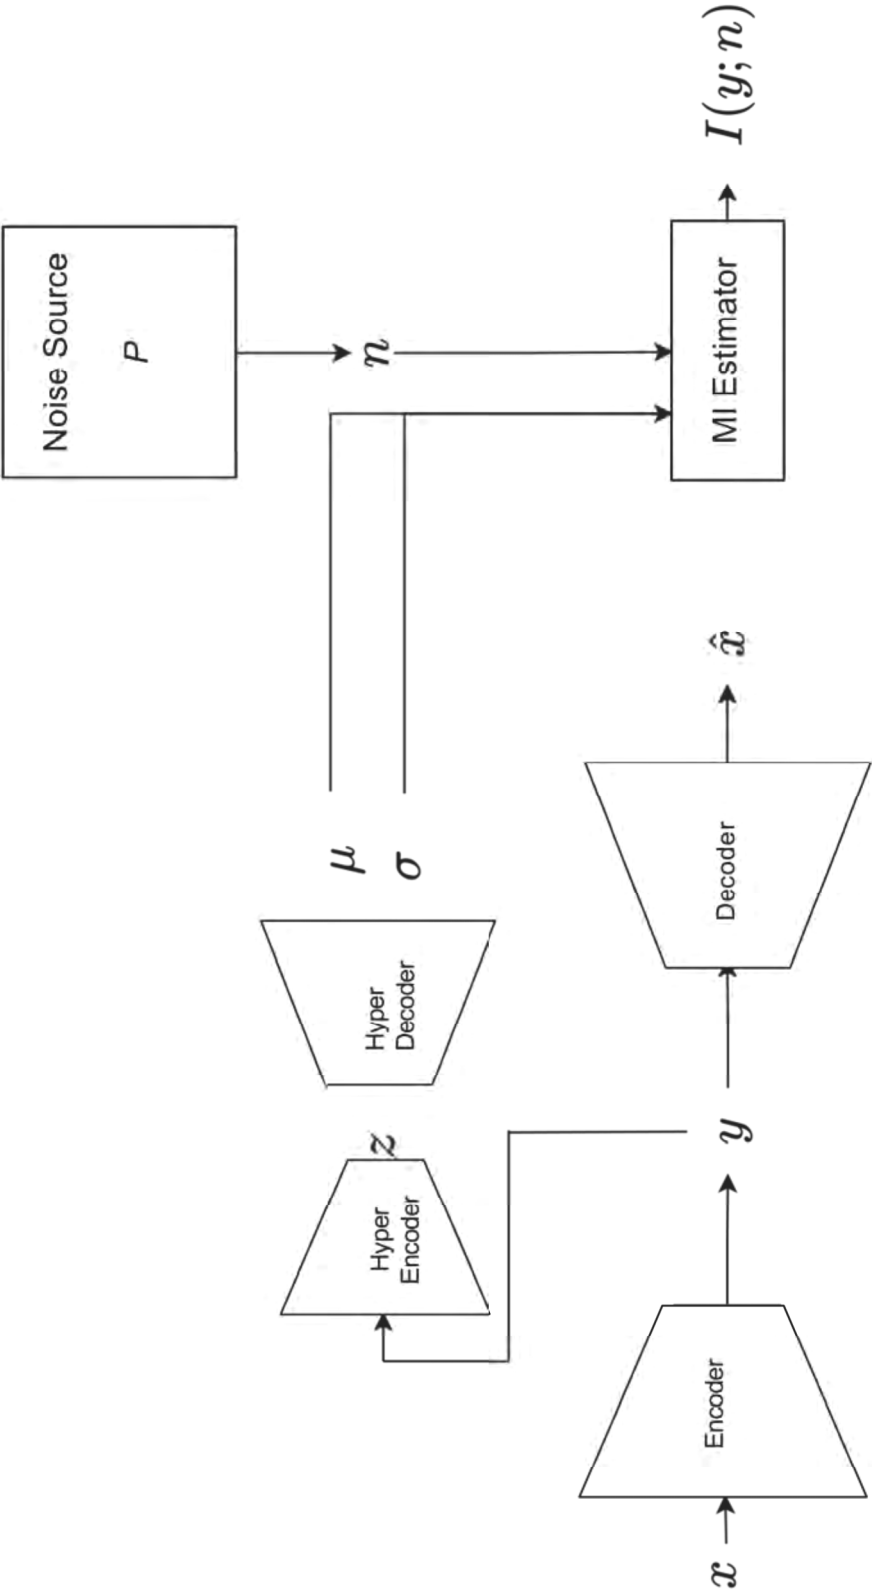 Noise Source
P
μ
σ
n
Hyper
Encoder
z
Hyper
Decoder
x
Encoder
y
Decoder
x̂
MI Estimator
I(y; n)